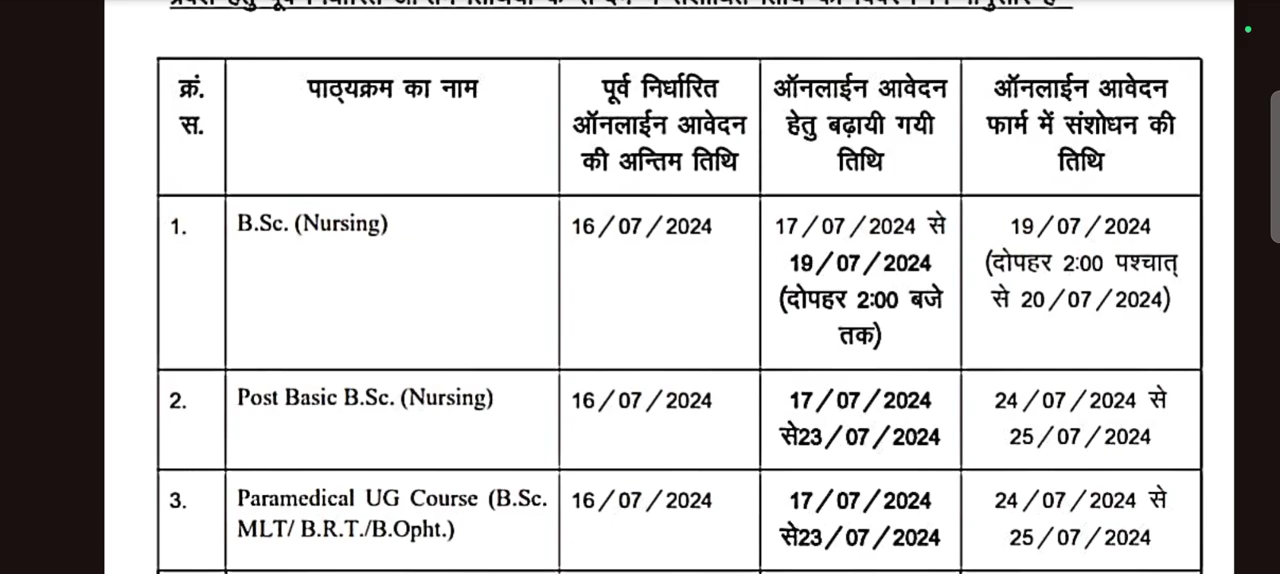 क्रं. स.
पाठ्यक्रम का नाम
पूर्व निर्धारित
ऑनलाईन आवेदन
की अन्तिम तिथि
ऑनलाईन आवेदन
हेतु बढ़ायी गयी
तिथि
ऑनलाईन आवेदन
फार्म में संशोधन की
तिथि
1.
B.Sc. (Nursing)
16/07/2024
17/07/2024 से
19/07/2024
(दोपहर 2:00 बजे
तक)
19/07/2024
(दोपहर 2:00 पश्चात्
से 20/07/2024)
2.
Post Basic B.Sc. (Nursing)
16/07/2024
17/07/2024
से23/07/2024
24/07/2024 से
25/07/2024
3.
Paramedical UG Course (B.Sc.
MLT/ B.R.T./B.Opht.)
16/07/2024
17/07/2024
से23/07/2024
24/07/2024 से
25/07/2024